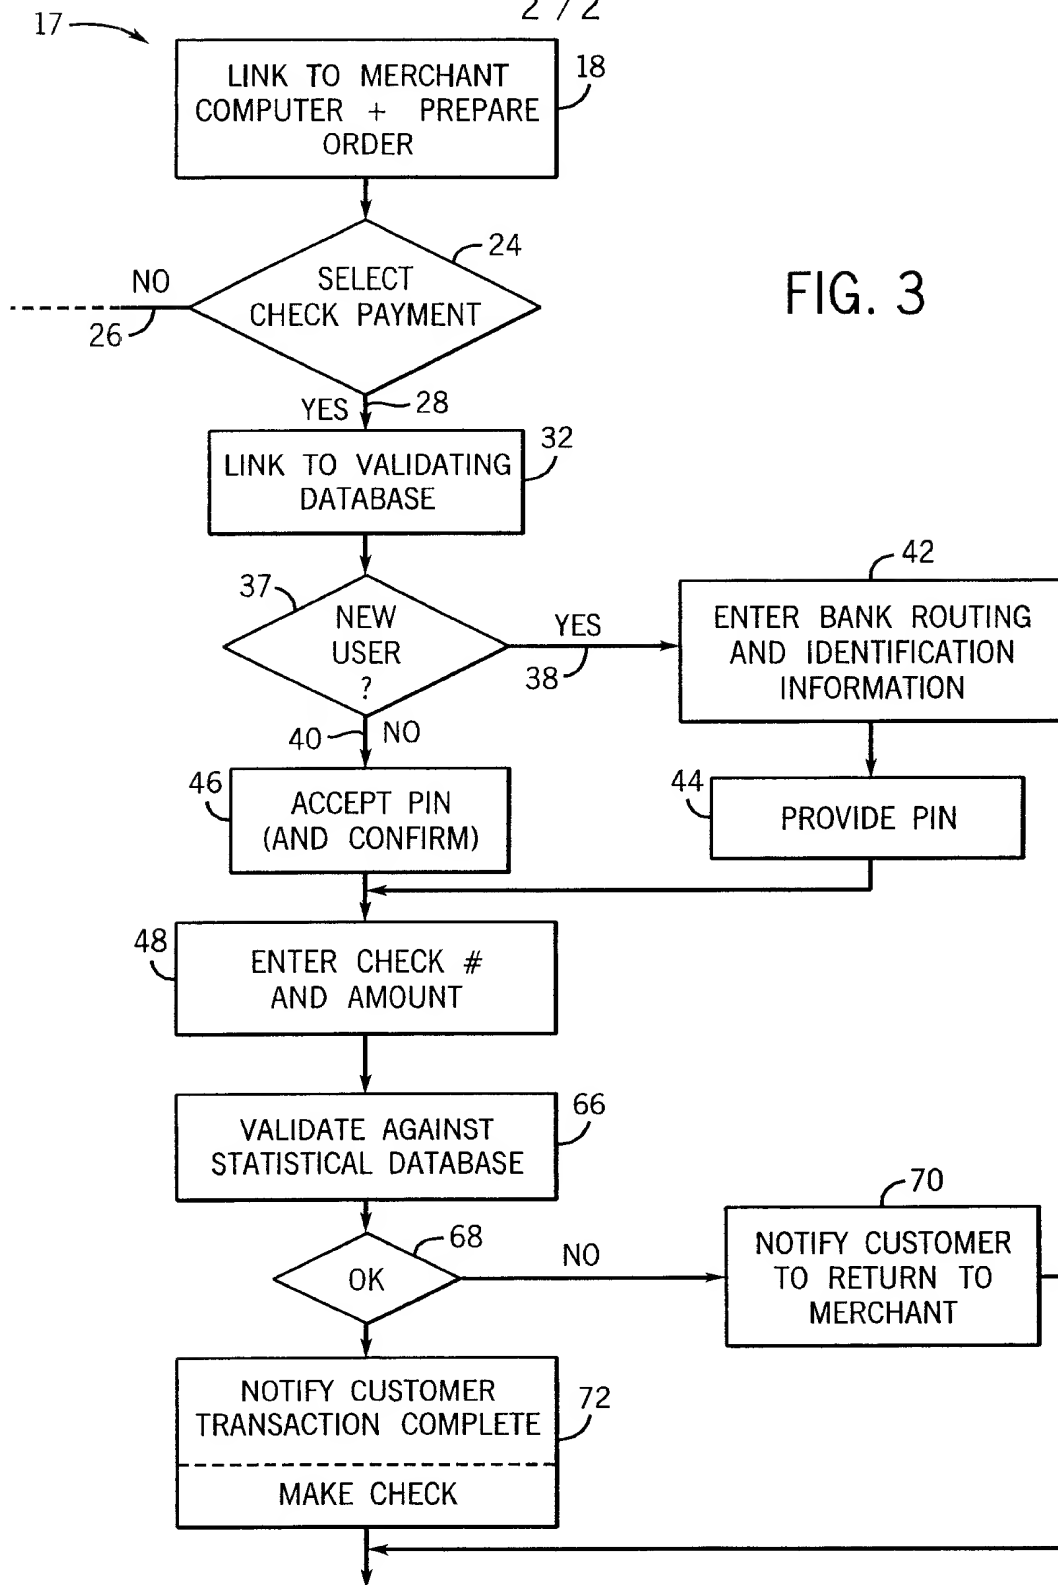 2/2
17
LINK TO MERCHANT
COMPUTER + PREPARE
ORDER
18
SELECT
CHECK PAYMENT
24
NO
26
FIG. 3
YES
28
LINK TO VALIDATING
DATABASE
32
37
NEW
USER
?
YES
38
42
ENTER BANK ROUTING
AND IDENTIFICATION
INFORMATION
40
NO
46
ACCEPT PIN
(AND CONFIRM)
44
PROVIDE PIN
48
ENTER CHECK #
AND AMOUNT
VALIDATE AGAINST
STATISTICAL DATABASE
66
68
OK
NO
70
NOTIFY CUSTOMER
TO RETURN TO
MERCHANT
NOTIFY CUSTOMER
TRANSACTION COMPLETE
72
MAKE CHECK